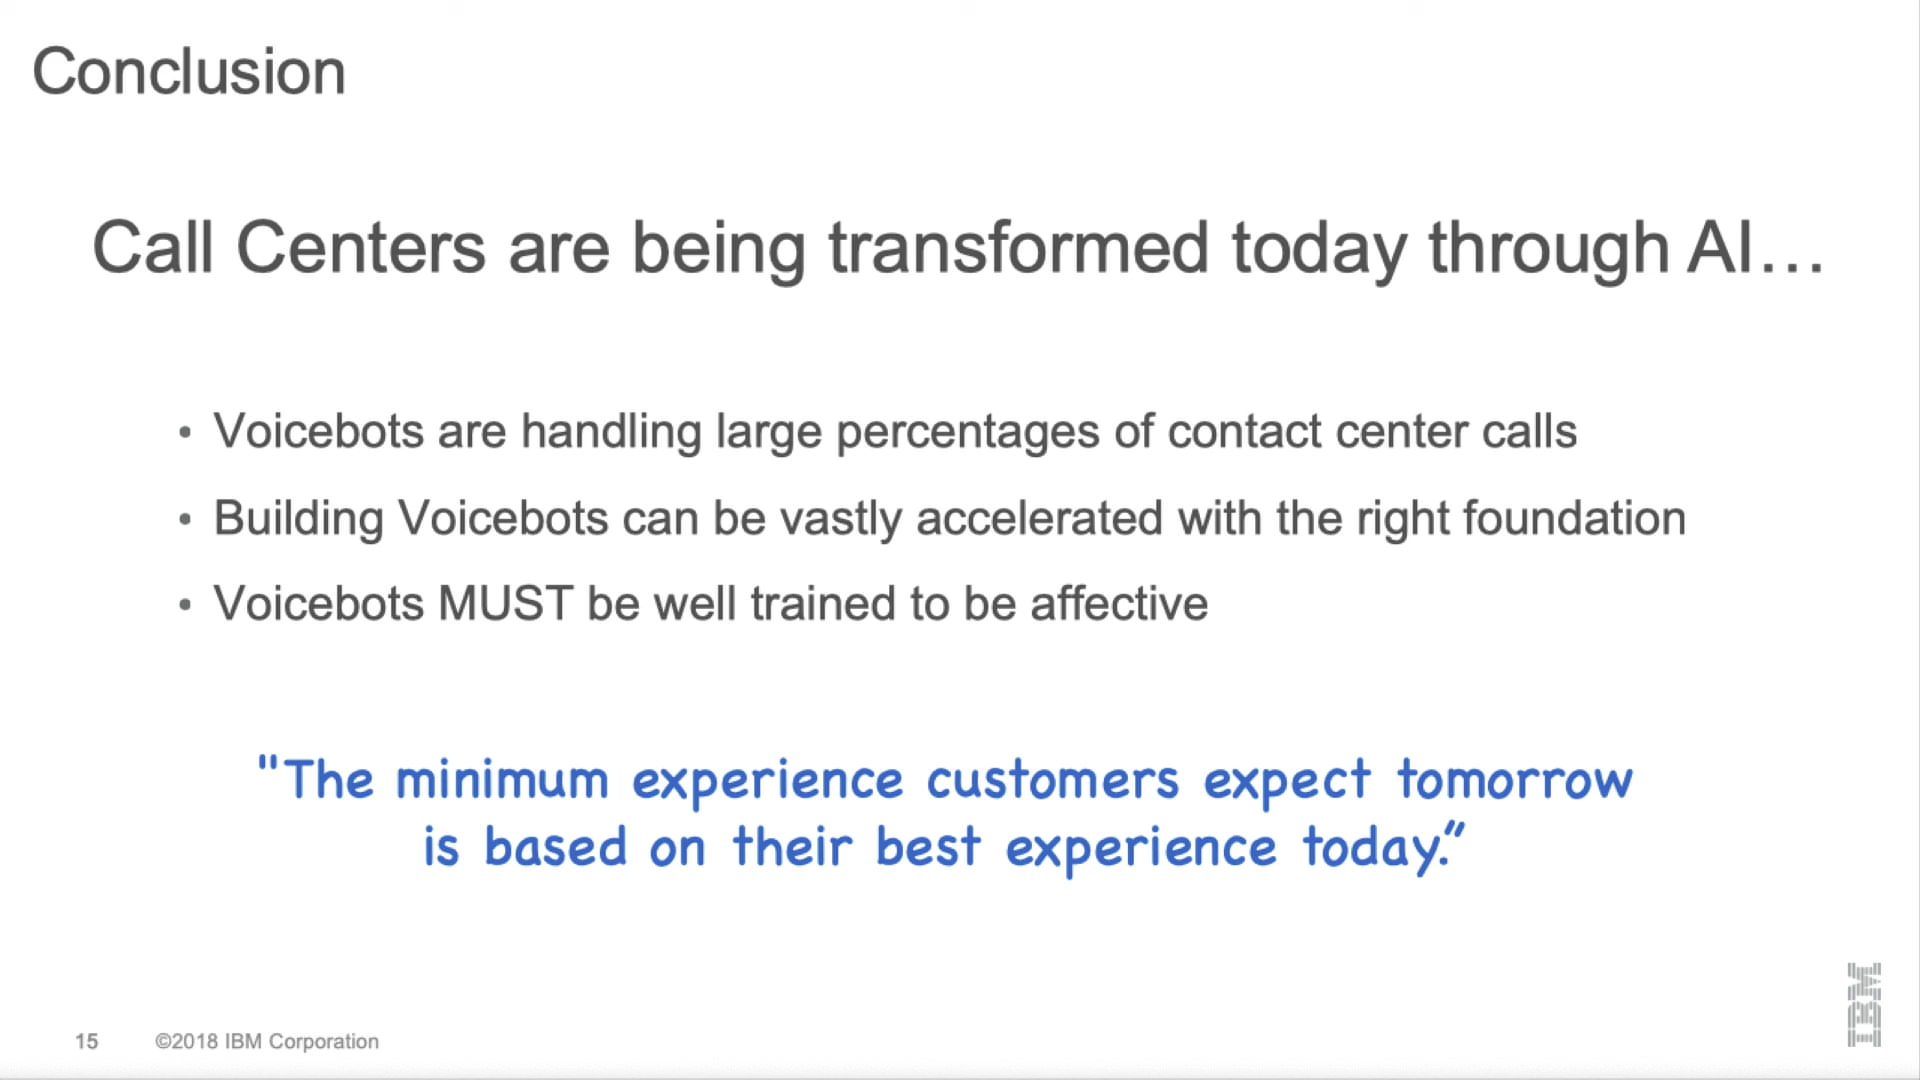 Conclusion
Call Centers are being transformed today through AI…
• Voicebots are handling large percentages of contact center calls
• Building Voicebots can be vastly accelerated with the right foundation
• Voicebots MUST be well trained to be affective
"The minimum experience customers expect tomorrow
is based on their best experience today.”
15 ©2018 IBM Corporation
IBM